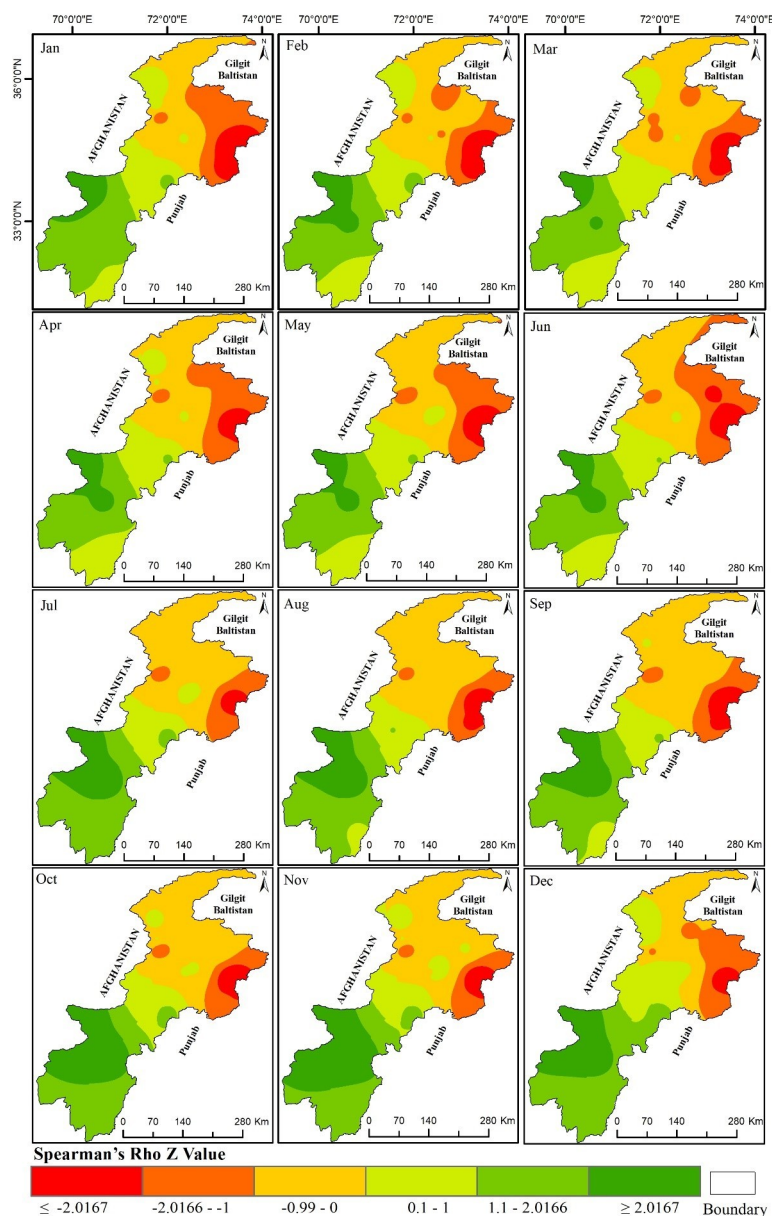 70°0'0"E 72°0'0"E 74°0'0"E 70°0'0"E 72°0'0"E 74°0'0"E 70°0'0"E 72°0'0"E 74°0'0"E
36°0'0"N
33°0'0"N
Jan
N
Gilgit
Baltistan
AFGHANISTAN
Punjab
0 70 140 280 Km
Feb
N
Gilgit
Baltistan
AFGHANISTAN
Punjab
0 70 140 280 Km
Mar
N
Gilgit
Baltistan
AFGHANISTAN
Punjab
0 70 140 280 Km
Apr
N
Gilgit
Baltistan
AFGHANISTAN
Punjab
0 70 140 280 Km
May
N
Gilgit
Baltistan
AFGHANISTAN
Punjab
0 70 140 280 Km
Jun
N
Gilgit
Baltistan
AFGHANISTAN
Punjab
0 70 140 280 Km
Jul
N
Gilgit
Baltistan
AFGHANISTAN
Punjab
0 70 140 280 Km
Aug
N
Gilgit
Baltistan
AFGHANISTAN
Punjab
0 70 140 280 Km
Sep
N
Gilgit
Baltistan
AFGHANISTAN
Punjab
0 70 140 280 Km
Oct
N
Gilgit
Baltistan
AFGHANISTAN
Punjab
0 70 140 280 Km
Nov
N
Gilgit
Baltistan
AFGHANISTAN
Punjab
0 70 140 280 Km
Dec
N
Gilgit
Baltistan
AFGHANISTAN
Punjab
0 70 140 280 Km
Spearman's Rho Z Value
≤ -2.0167 -2.0166 - -1 -0.99 - 0 0.1 - 1 1.1 - 2.0166 ≥ 2.0167 Boundary